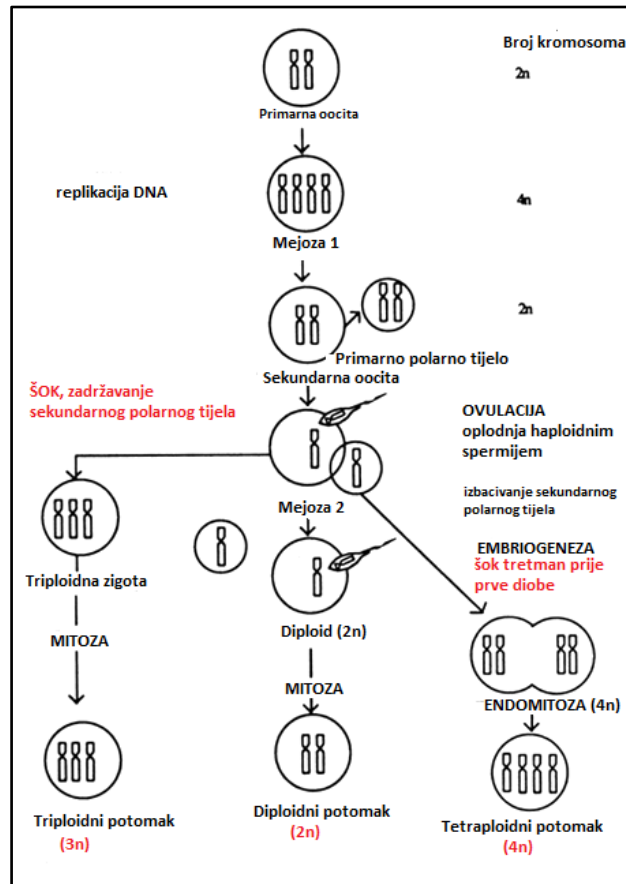 Broj kromosoma
2n
Primarna oocita
replikacija DNA
4n
Mejoza 1
2n
Primarno polarno tijelo
Sekundarna oocita
ŠOK, zadržavanje
sekundarnog polarnog tijela
OVULACIJA
oplodnja haploidnim
spermijem
izbacivanje sekundarnog
polarnog tijela
Mejoza 2
EMBRIOGENEZA
šok tretman prije
prve diobe
Triploidna zigota
Diploid (2n)
MITOZA
MITOZA
ENDOMITOZA (4n)
Triploidni potomak
(3n)
Diploidni potomak
(2n)
Tetraploidni potomak
(4n)